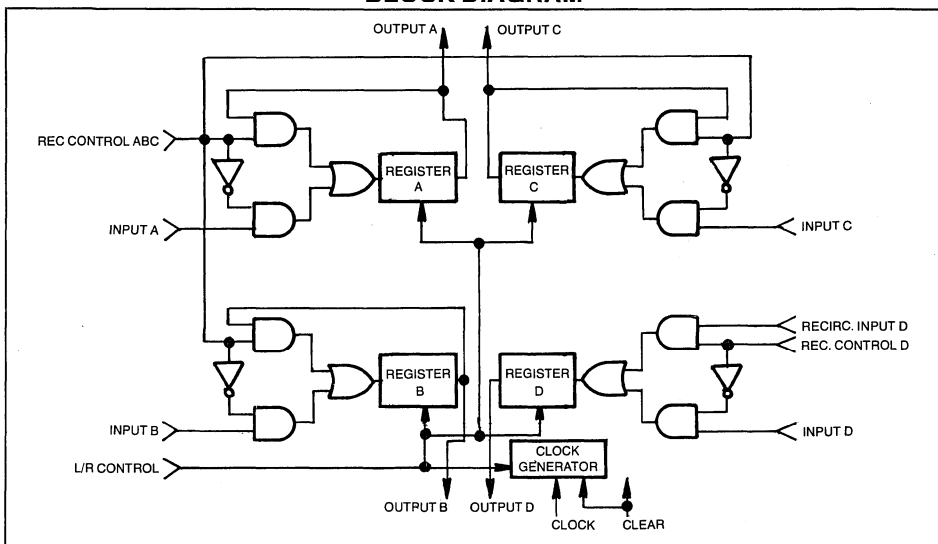 BLOCK DIAGRAM
OUTPUT A
OUTPUT C
REC CONTROL ABC
REGISTER
A
REGISTER
C
INPUT A
INPUT C
RECIRC. INPUT D
REC. CONTROL D
REGISTER
B
REGISTER
D
INPUT B
INPUT D
L/R CONTROL
CLOCK
GENERATOR
OUTPUT B
OUTPUT D
CLOCK
CLEAR